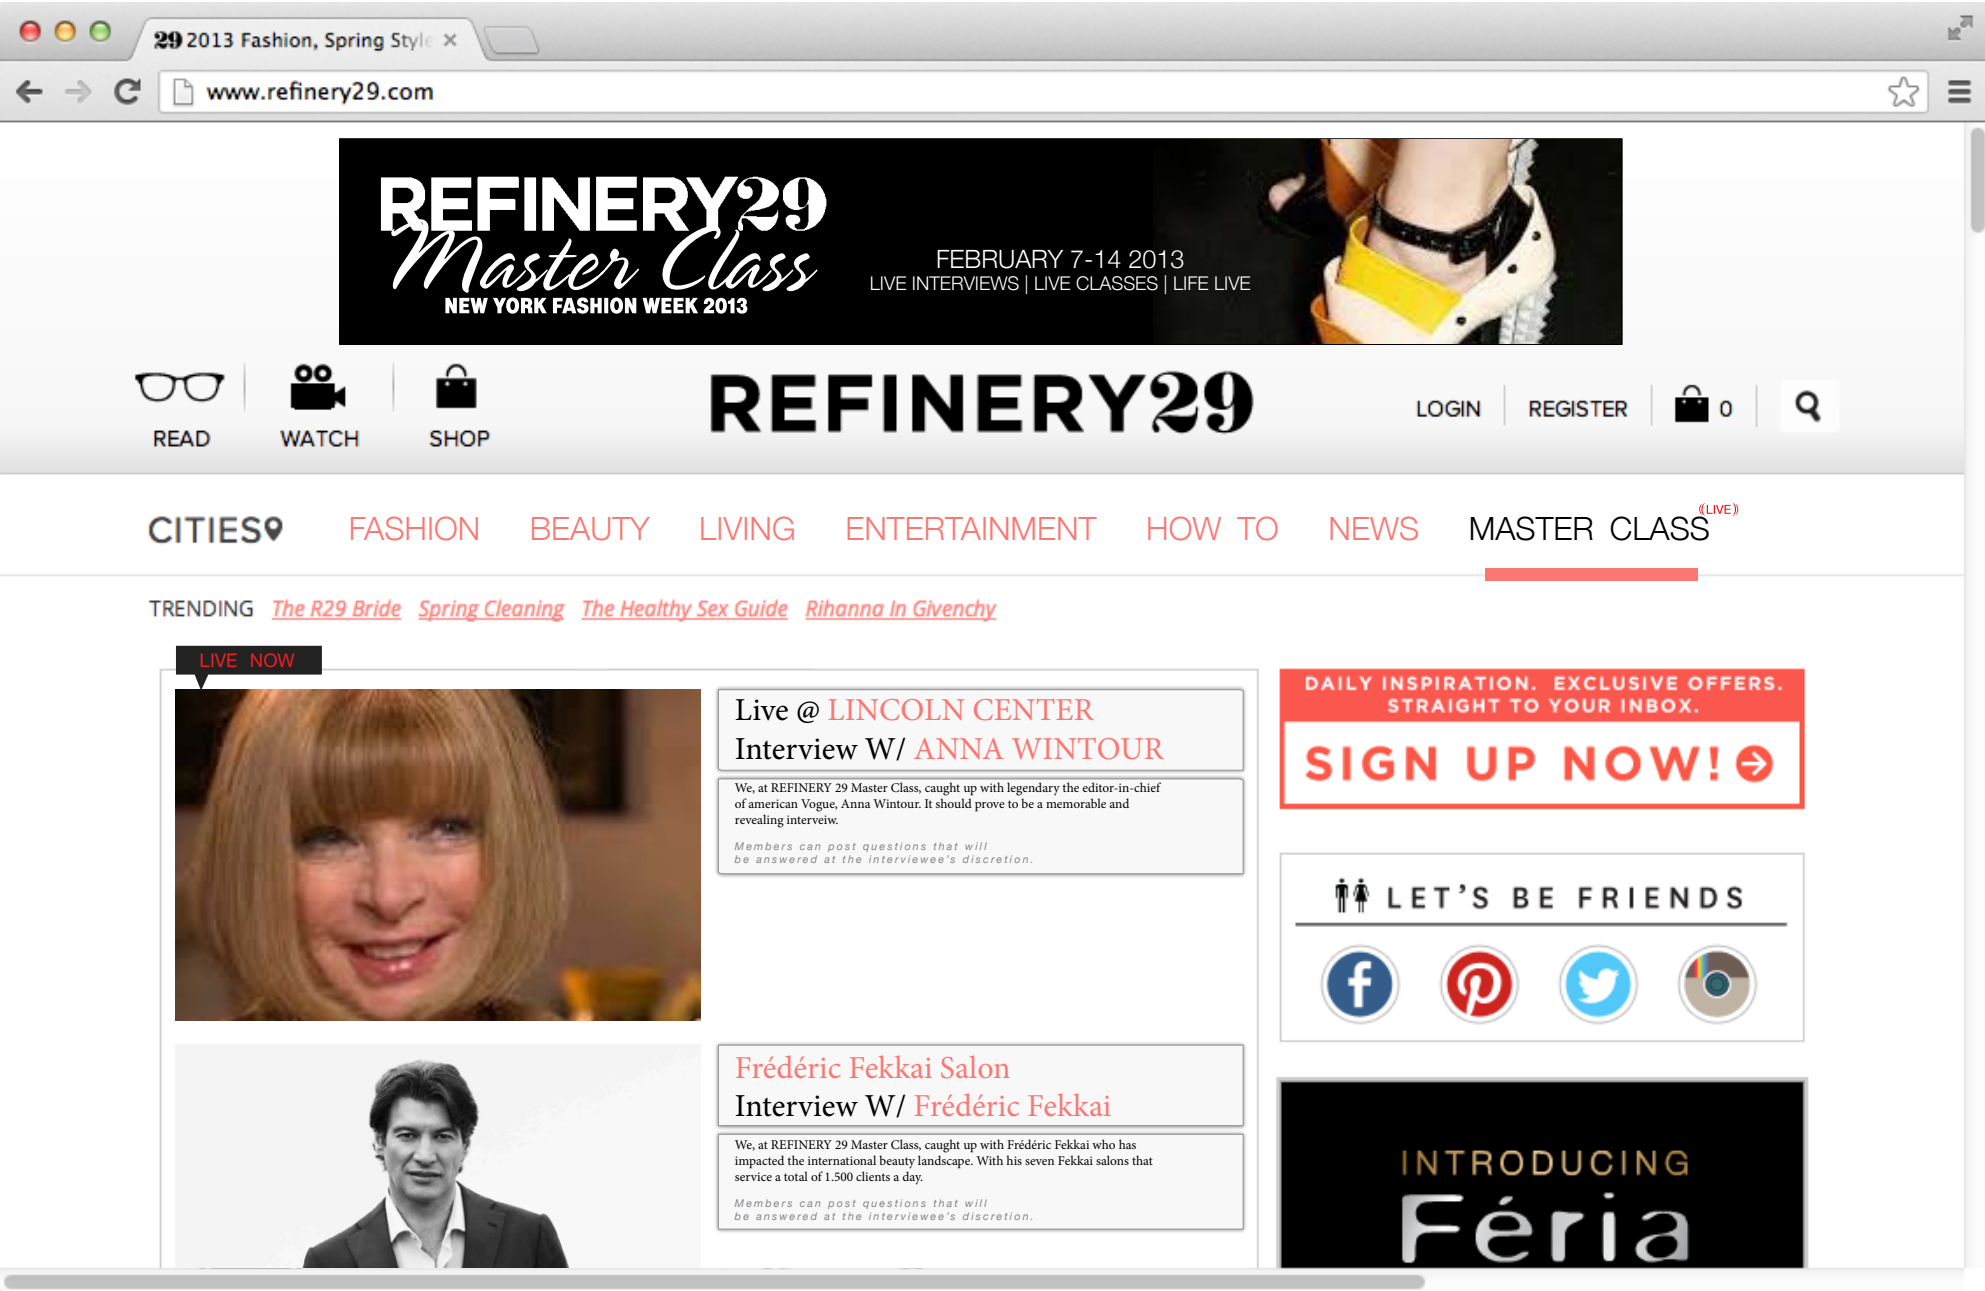 29 2013 Fashion, Spring Style
www.refinery29.com
REFINERY29
Master Class
NEW YORK FASHION WEEK 2013
FEBRUARY 7-14 2013
LIVE INTERVIEWS | LIVE CLASSES | LIFE LIVE
READ
WATCH
SHOP
REFINERY29
LOGIN
REGISTER
0
CITIES
FASHION
BEAUTY
LIVING
ENTERTAINMENT
HOW TO
NEWS
MASTER CLASS
((LIVE))
TRENDING The R29 Bride Spring Cleaning The Healthy Sex Guide Rihanna In Givenchy
LIVE NOW
Live @ LINCOLN CENTER
Interview W/ ANNA WINTOUR
We, at REFINERY 29 Master Class, caught up with legendary the editor-in-chief
of american Vogue, Anna Wintour. It should prove to be a memorable and
revealing interveiw.
Members can post questions that will
be answered at the interviewee's discretion.
Frédéric Fekkai Salon
Interview W/ Frédéric Fekkai
We, at REFINERY 29 Master Class, caught up with Frédéric Fekkai who has
impacted the international beauty landscape. With his seven Fekkai salons that
service a total of 1.500 clients a day.
Members can post questions that will
be answered at the interviewee's discretion.
DAILY INSPIRATION. EXCLUSIVE OFFERS.
STRAIGHT TO YOUR INBOX.
SIGN UP NOW!
LET'S BE FRIENDS
INTRODUCING
Féria